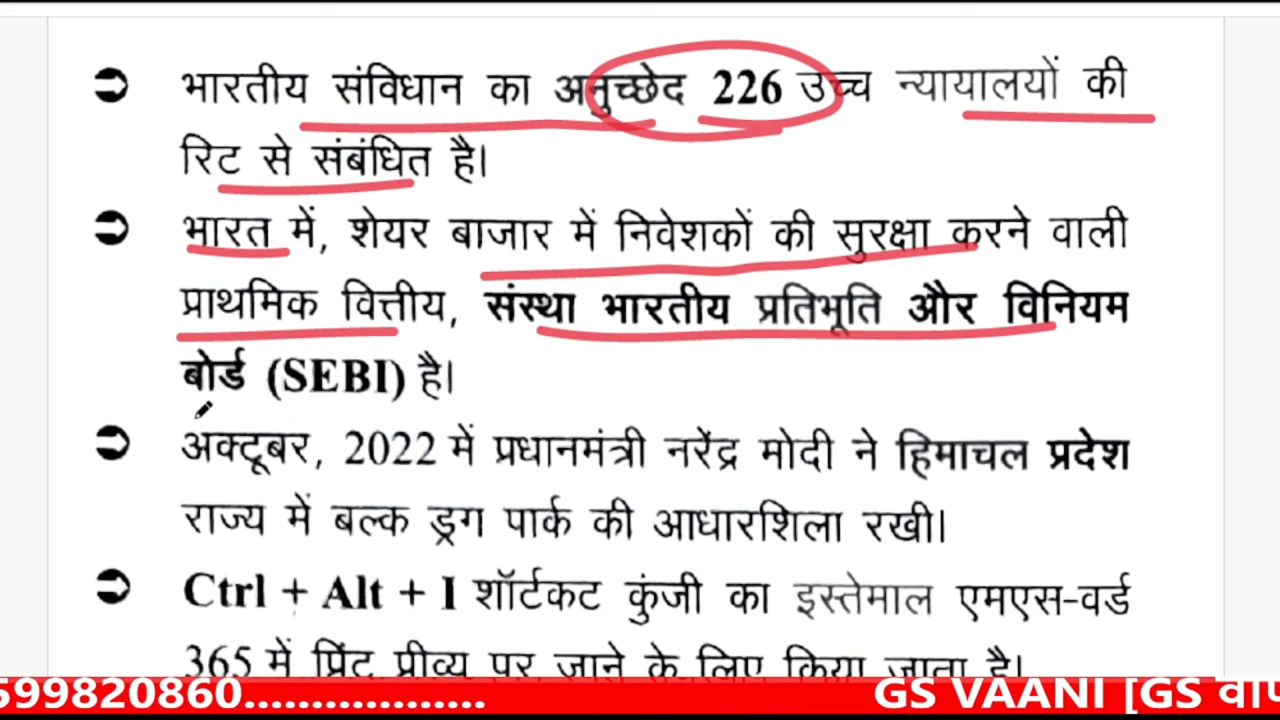 भारतीय संविधान का अनुच्छेद 226 उच्च न्यायालयों की
रिट से संबंधित है।
भारत में, शेयर बाजार में निवेशकों की सुरक्षा करने वाली
प्राथमिक वित्तीय, संस्था भारतीय प्रतिभूति और विनियम
बोर्ड (SEBI) है।
अक्टूबर, 2022 में प्रधानमंत्री नरेंद्र मोदी ने हिमाचल प्रदेश
राज्य में बल्क ड्रग पार्क की आधारशिला रखी।
Ctrl + Alt + I शॉर्टकट कुंजी का इस्तेमाल एमएस-वर्ड
365 में प्रिंट प्रीव्यू पर जाने के लिए किया जाता है।
599820860.................. GS VAANI [GS